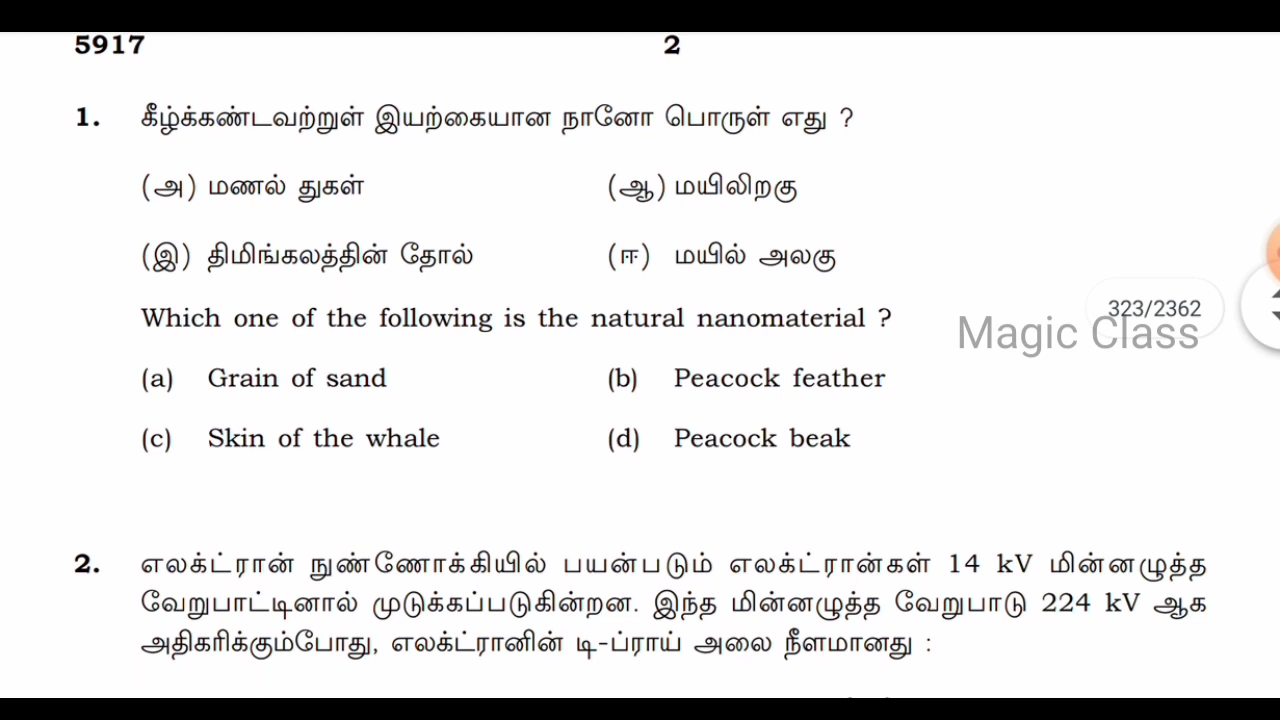 5917 2
1. கீழ்க்கண்டவற்றுள் இயற்கையான நானோ பொருள் எது ?
(அ) மணல் துகள் (ஆ) மயிலிறகு
(இ) திமிங்கலத்தின் தோல் (ஈ) மயில் அலகு
Which one of the following is the natural nanomaterial ?
323/2362
Magic Class
(a) Grain of sand (b) Peacock feather
(c) Skin of the whale (d) Peacock beak
2. எலக்ட்ரான் நுண்ணோக்கியில் பயன்படும் எலக்ட்ரான்கள் 14 kV மின்னழுத்த
வேறுபாட்டினால் முடுக்கப்படுகின்றன. இந்த மின்னழுத்த வேறுபாடு 224 kV ஆக
அதிகரிக்கும்போது, எலக்ட்ரானின் டி-ப்ராய் அலை நீளமானது :